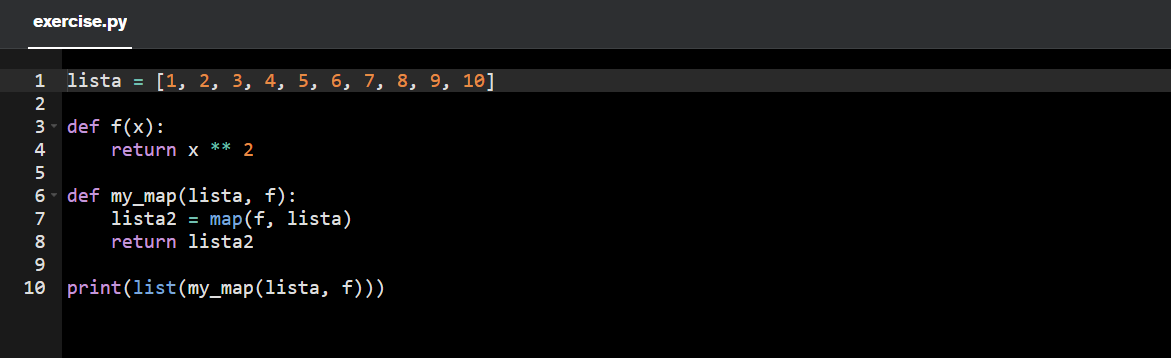 exercise.py
1 lista = [1, 2, 3, 4, 5, 6, 7, 8, 9, 10]
2
3 def f(x):
4     return x ** 2
5
6 def my_map(lista, f):
7     lista2 = map(f, lista)
8     return lista2
9
10 print(list(my_map(lista, f)))